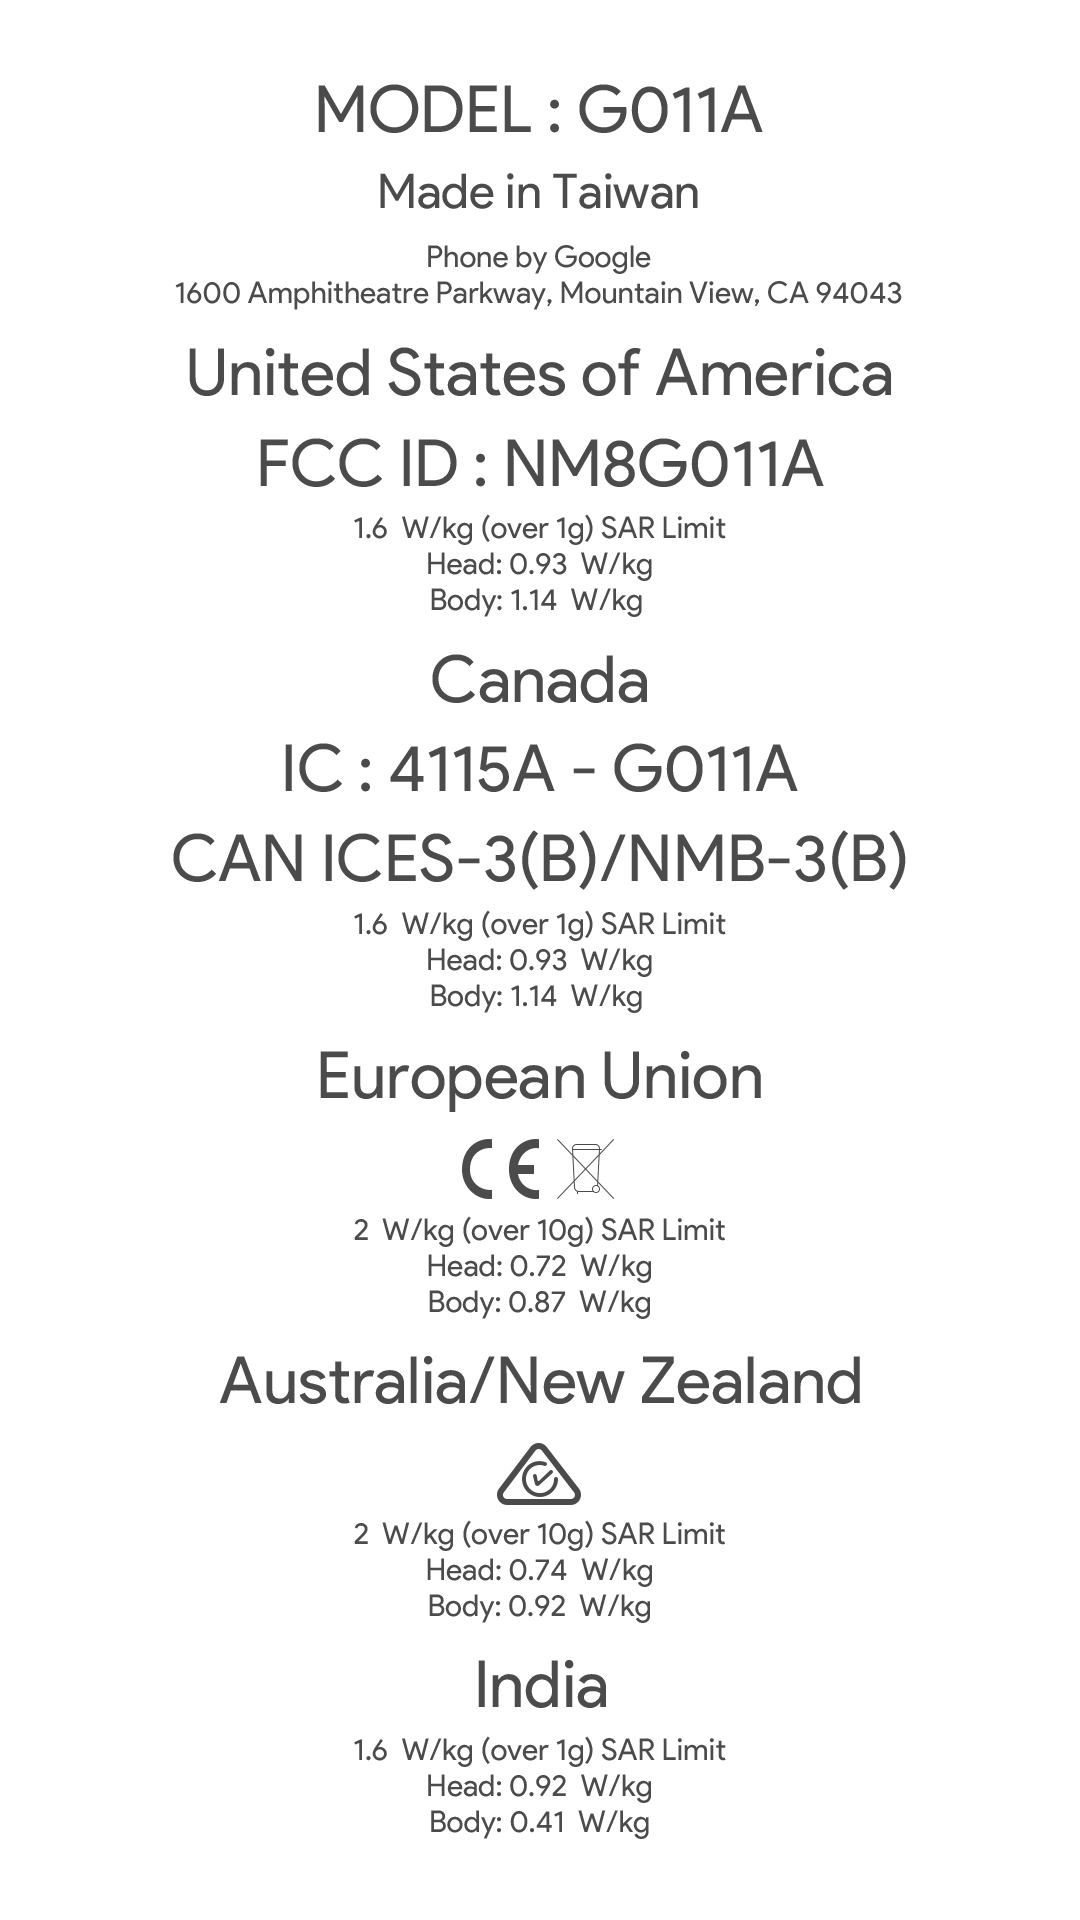 MODEL : G011A
Made in Taiwan
Phone by Google
1600 Amphitheatre Parkway, Mountain View, CA 94043
United States of America
FCC ID : NM8G011A
1.6  W/kg (over 1g) SAR Limit
Head: 0.93  W/kg
Body: 1.14  W/kg
Canada
IC : 4115A - G011A
CAN ICES-3(B)/NMB-3(B)
1.6  W/kg (over 1g) SAR Limit
Head: 0.93  W/kg
Body: 1.14  W/kg
European Union
CE
2  W/kg (over 10g) SAR Limit
Head: 0.72  W/kg
Body: 0.87  W/kg
Australia/New Zealand
2  W/kg (over 10g) SAR Limit
Head: 0.74  W/kg
Body: 0.92  W/kg
India
1.6  W/kg (over 1g) SAR Limit
Head: 0.92  W/kg
Body: 0.41  W/kg